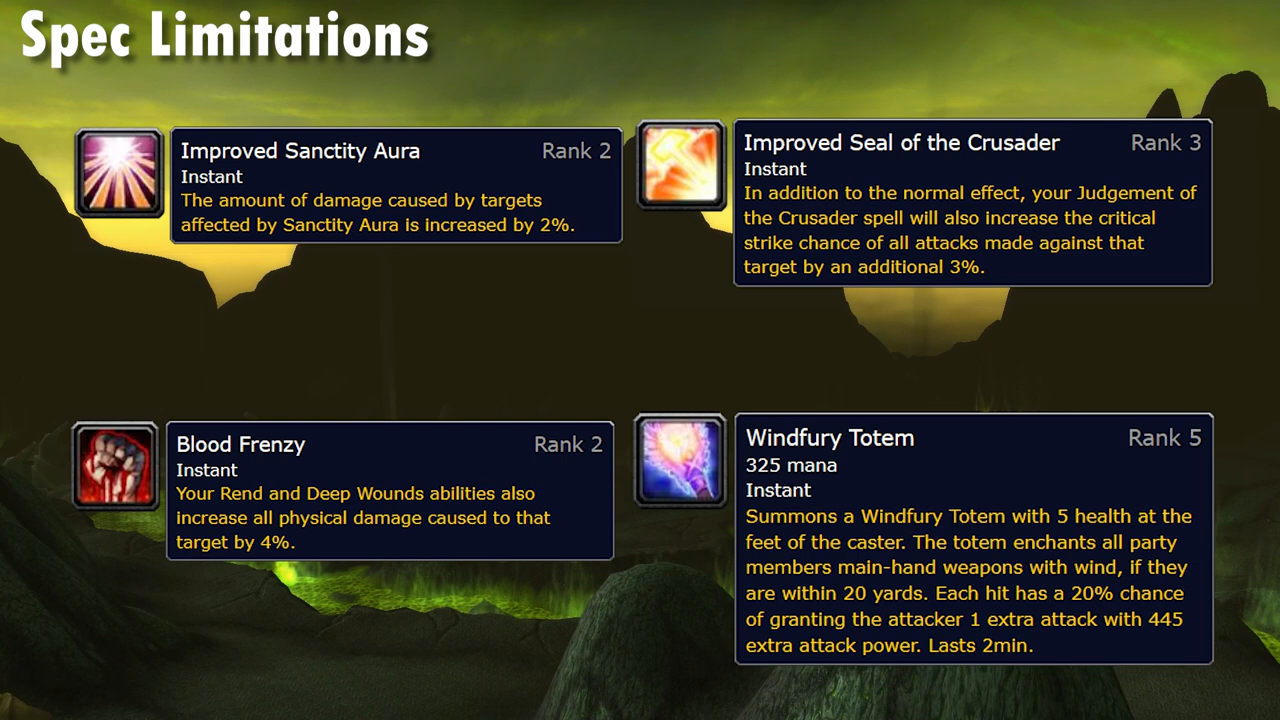 Spec Limitations
Improved Sanctity Aura Rank 2
Instant
The amount of damage caused by targets
affected by Sanctity Aura is increased by 2%.
Improved Seal of the Crusader Rank 3
Instant
In addition to the normal effect, your Judgement of
the Crusader spell will also increase the critical
strike chance of all attacks made against that
target by an additional 3%.
Blood Frenzy Rank 2
Instant
Your Rend and Deep Wounds abilities also
increase all physical damage caused to that
target by 4%.
Windfury Totem Rank 5
325 mana
Instant
Summons a Windfury Totem with 5 health at the
feet of the caster. The totem enchants all party
members main-hand weapons with wind, if they
are within 20 yards. Each hit has a 20% chance
of granting the attacker 1 extra attack with 445
extra attack power. Lasts 2min.